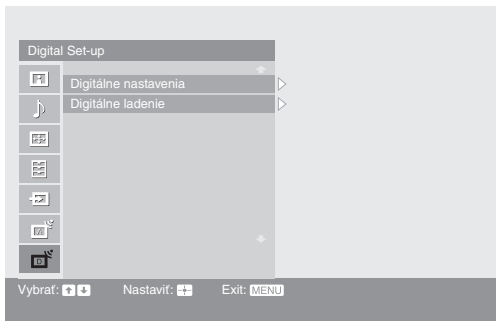 Digital Set-up
Digitálne nastavenia
Digitálne ladenie
Vybrať: Nastaviť: Exit: MENU